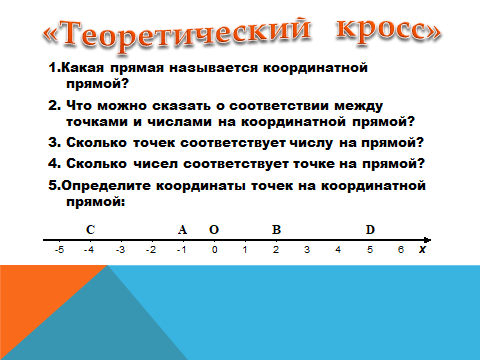 «Теоретический кросс»
1.Какая прямая называется координатной
прямой?
2. Что можно сказать о соответствии между
точками и числами на координатной прямой?
3. Сколько точек соответствует числу на прямой?
4. Сколько чисел соответствует точке на прямой?
5.Определите координаты точек на координатной
прямой:
C A O B D
-5 -4 -3 -2 -1 0 1 2 3 4 5 6 x